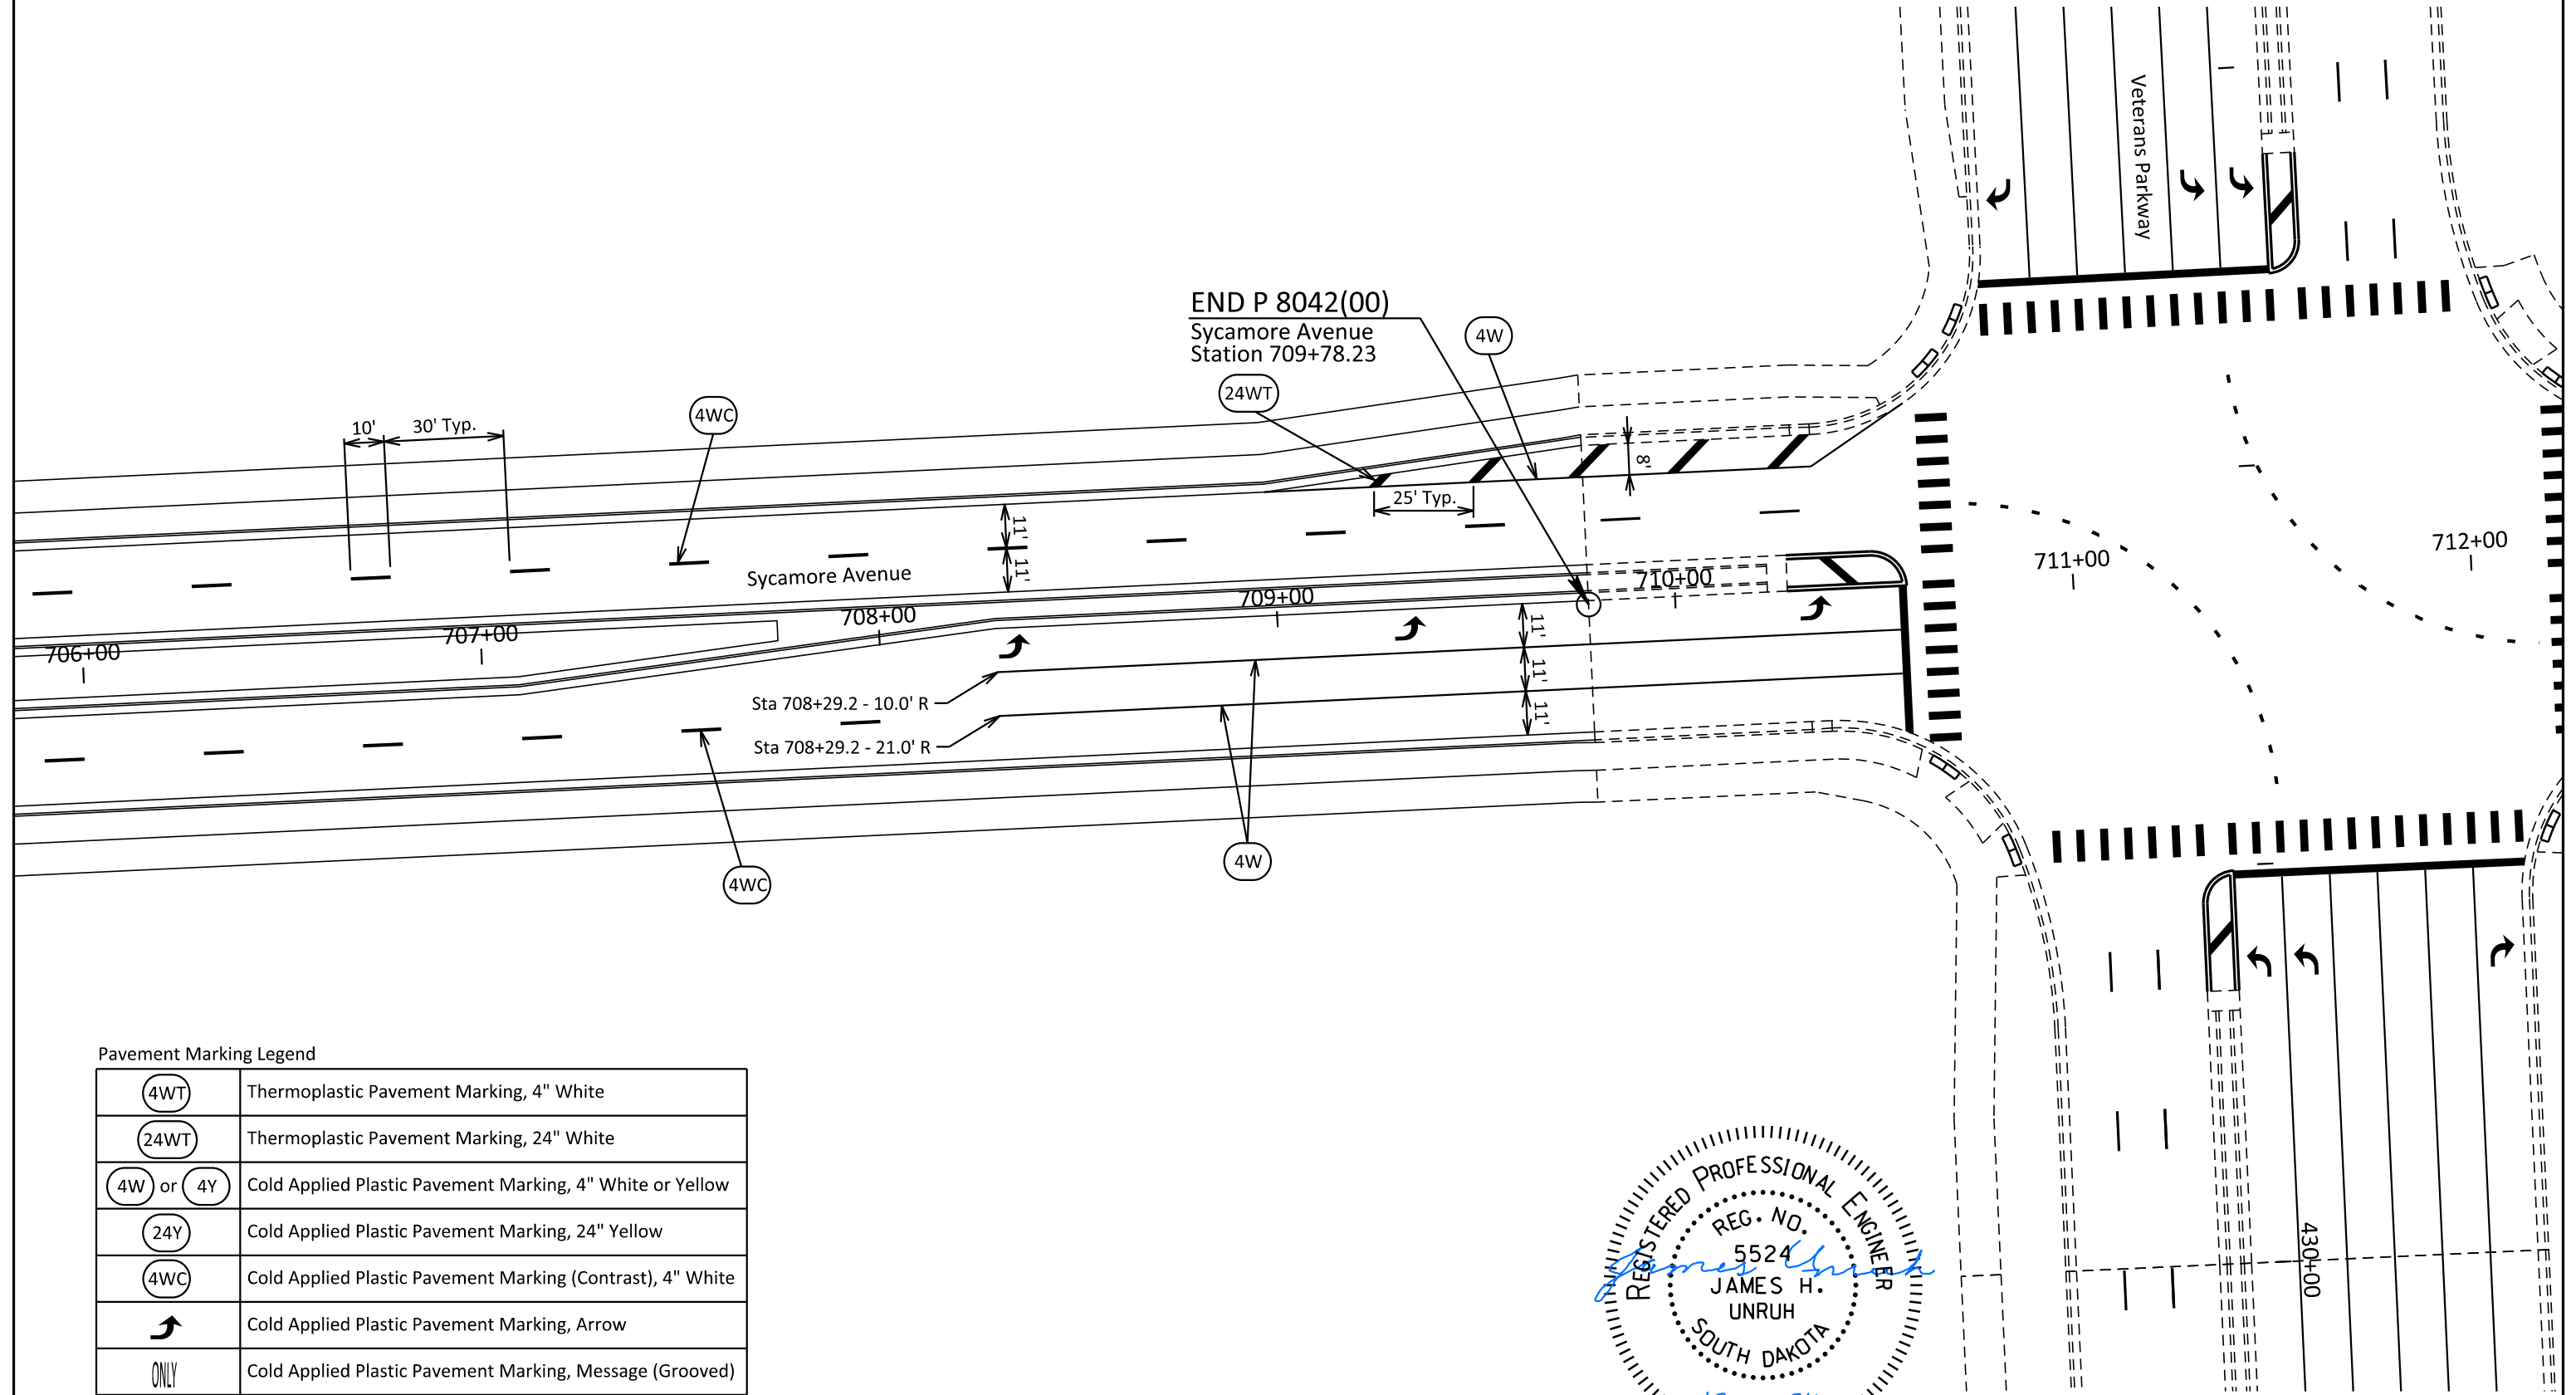 Veterans Parkway
END P 8042(00)
Sycamore Avenue
Station 709+78.23
4W
24WT
4WC
10'
30' Typ.
25' Typ.
8'
11'
11'
Sycamore Avenue
706+00
707+00
708+00
709+00
710+00
711+00
712+00
11'
11'
11'
Sta 708+29.2 - 10.0' R
Sta 708+29.2 - 21.0' R
4W
4WC
430+00
Pavement Marking Legend
4WT Thermoplastic Pavement Marking, 4" White
24WT Thermoplastic Pavement Marking, 24" White
4W or 4Y Cold Applied Plastic Pavement Marking, 4" White or Yellow
24Y Cold Applied Plastic Pavement Marking, 24" Yellow
4WC Cold Applied Plastic Pavement Marking (Contrast), 4" White
Cold Applied Plastic Pavement Marking, Arrow
ONLY Cold Applied Plastic Pavement Marking, Message (Grooved)
REGISTERED PROFESSIONAL ENGINEER
REG. NO.
5524
James Unruh
JAMES H.
UNRUH
SOUTH DAKOTA